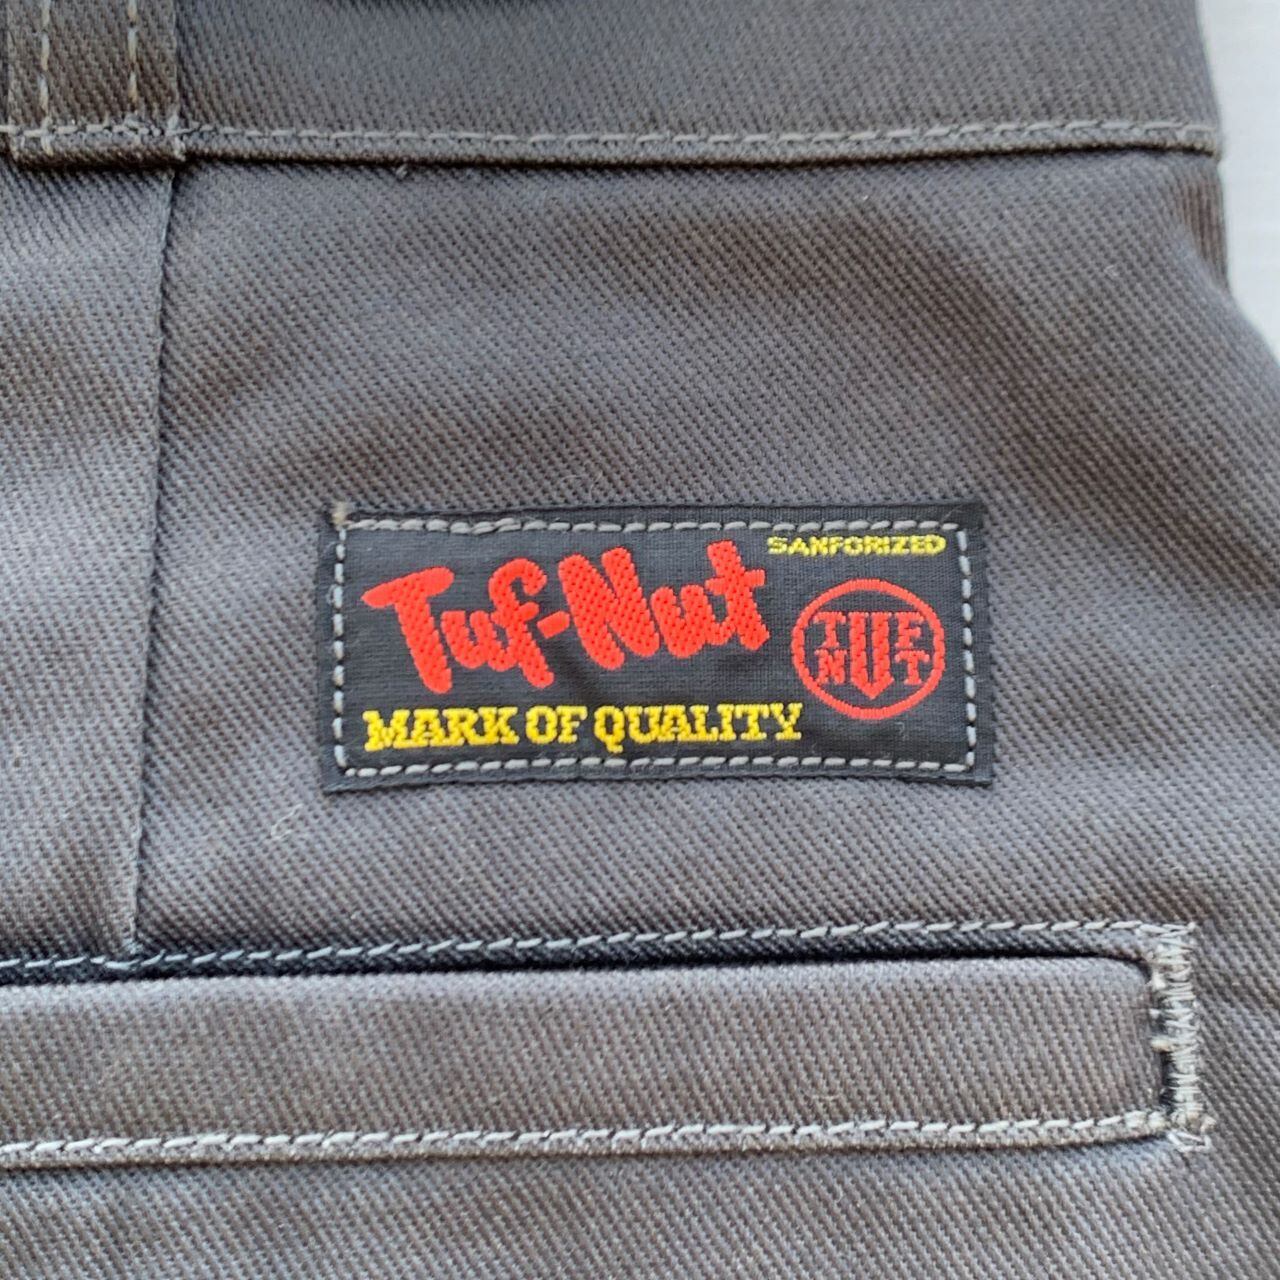 SANFORIZED
Tuf-Nut
TUF
NUT
MARK OF QUALITY